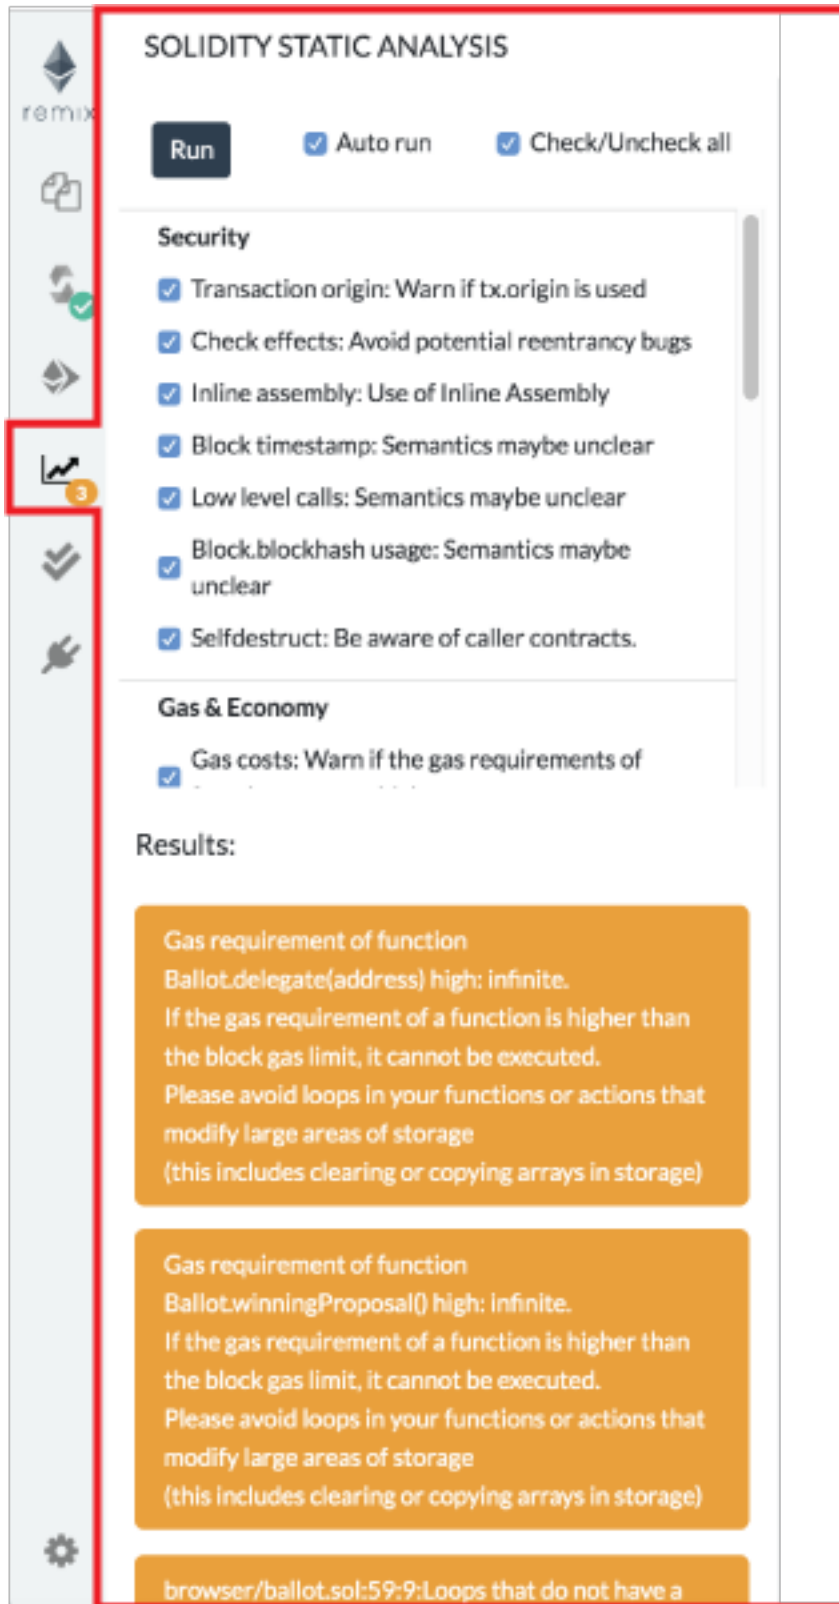 SOLIDITY STATIC ANALYSIS
remix
Run
Auto run
Check/Uncheck all
Security
Transaction origin: Warn if tx.origin is used
Check effects: Avoid potential reentrancy bugs
Inline assembly: Use of Inline Assembly
Block timestamp: Semantics maybe unclear
3
Low level calls: Semantics maybe unclear
Block.blockhash usage: Semantics maybe
unclear
Selfdestruct: Be aware of caller contracts.
Gas & Economy
Gas costs: Warn if the gas requirements of
Results:
Gas requirement of function
Ballot.delegate(address) high: infinite.
If the gas requirement of a function is higher than
the block gas limit, it cannot be executed.
Please avoid loops in your functions or actions that
modify large areas of storage
(this includes clearing or copying arrays in storage)
Gas requirement of function
Ballot.winningProposal() high: infinite.
If the gas requirement of a function is higher than
the block gas limit, it cannot be executed.
Please avoid loops in your functions or actions that
modify large areas of storage
(this includes clearing or copying arrays in storage)
browser/ballot.sol:59:9:Loops that do not have a